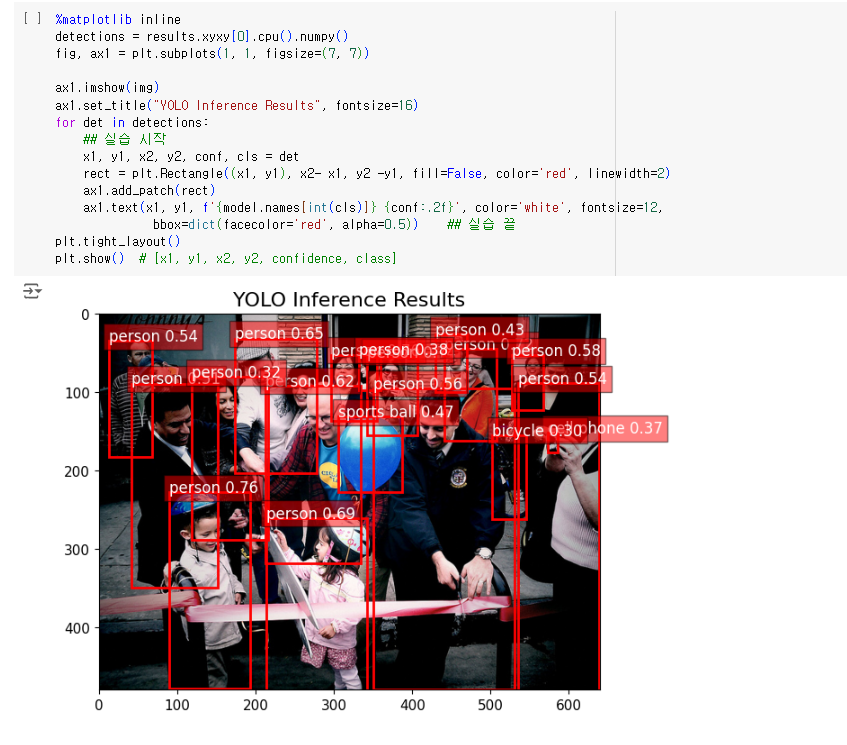 [ ]
%matplotlib inline
detections = results.xyxy[0].cpu().numpy()
fig, ax1 = plt.subplots(1, 1, figsize=(7, 7))
ax1.imshow(img)
ax1.set_title("YOLO Inference Results", fontsize=16)
for det in detections:
## 실습 시작
x1, y1, x2, y2, conf, cls = det
rect = plt.Rectangle((x1, y1), x2- x1, y2 -y1, fill=False, color='red', linewidth=2)
ax1.add_patch(rect)
ax1.text(x1, y1, f'{model.names[int(cls)]} {conf:.2f}', color='white', fontsize=12,
bbox=dict(facecolor='red', alpha=0.5)) ## 실습 끝
plt.tight_layout()
plt.show() # [x1, y1, x2, y2, confidence, class]
YOLO Inference Results
person 0.54
person 0.65
person 0.43
person 0.38
person 0.58
person
person 0.32
person 0.62
person 0.56
person 0.54
sports ball 0.47
bicycle 0.30
phone 0.37
person 0.76
person 0.69
0
100
200
300
400
0
100
200
300
400
500
600